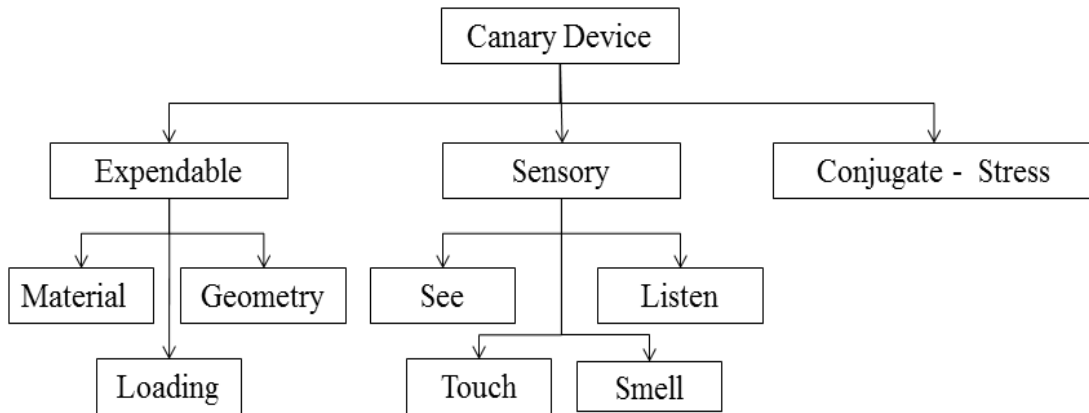 Canary Device
Expendable
Sensory
Conjugate - Stress
Material
Geometry
See
Listen
Loading
Touch
Smell